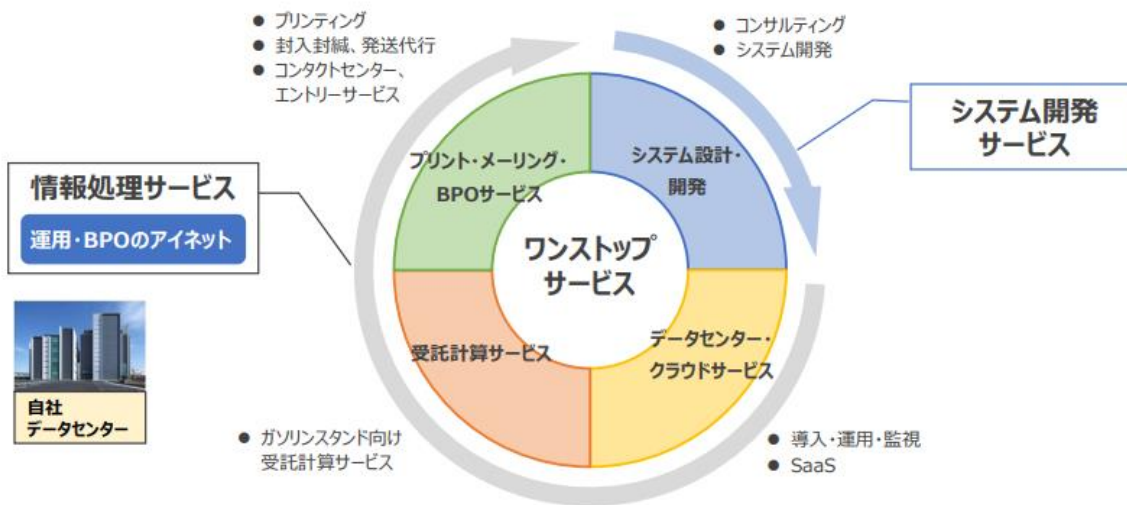 ● プリンティング
● 封入封緘、発送代行
● コンタクトセンター、
エントリーサービス
● コンサルティング
● システム開発
システム開発
サービス
情報処理サービス
運用・BPOのアイネット
プリント・メーリング・
BPOサービス
システム設計・
開発
ワンストップ
サービス
受託計算サービス
データセンター・
クラウドサービス
自社
データセンター
● ガソリンスタンド向け
受託計算サービス
● 導入・運用・監視
● SaaS